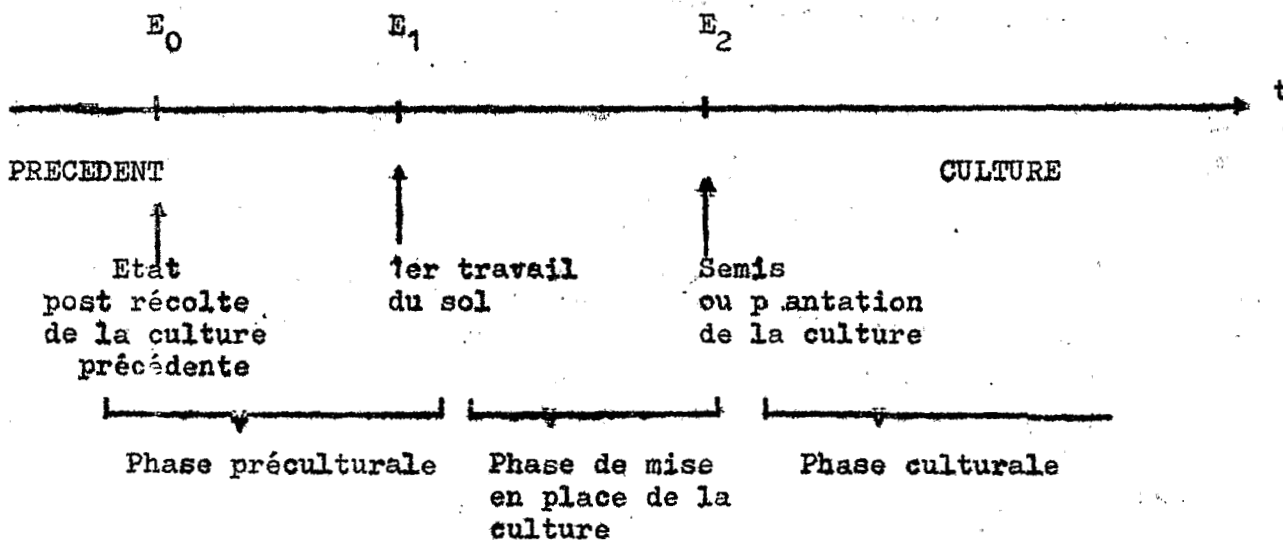 E0 E1 E2
t
PRECEDENT CULTURE
Etat
post récolte
de la culture
précédente
1er travail
du sol
Semis
ou p antation
de la culture
Phase préculturale
Phase de mise
en place de la
culture
Phase culturale